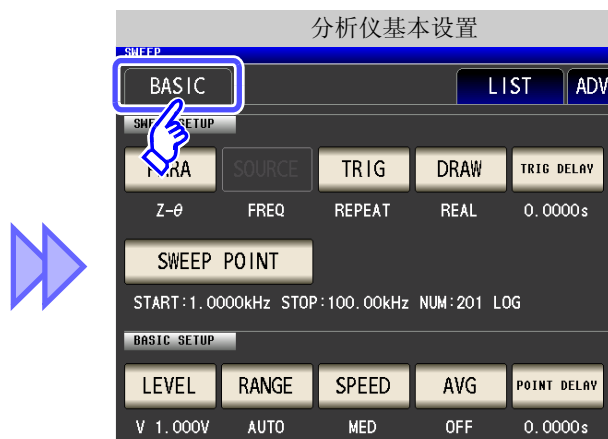 分析仪基本设置
SWEEP
BASIC LIST ADV
SWEEP SETUP
PARA SOURCE TRIG DRAW TRIG DELAY
Z-θ FREQ REPEAT REAL 0.0000s
SWEEP POINT
START:1.0000kHz STOP:100.00kHz NUM:201 LOG
BASIC SETUP
LEVEL RANGE SPEED AVG POINT DELAY
V 1.000V AUTO MED OFF 0.0000s